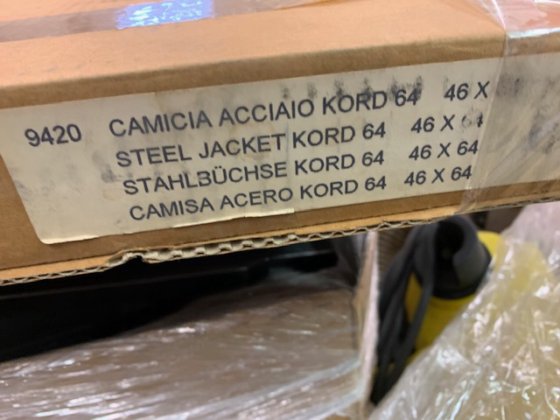 9420 CAMICIA ACCIAIO KORD 64 46 X
STEEL JACKET KORD 64 46 X 64
STAHLBÜCHSE KORD 64 46 X 64
CAMISA ACERO KORD 64 46 X 64